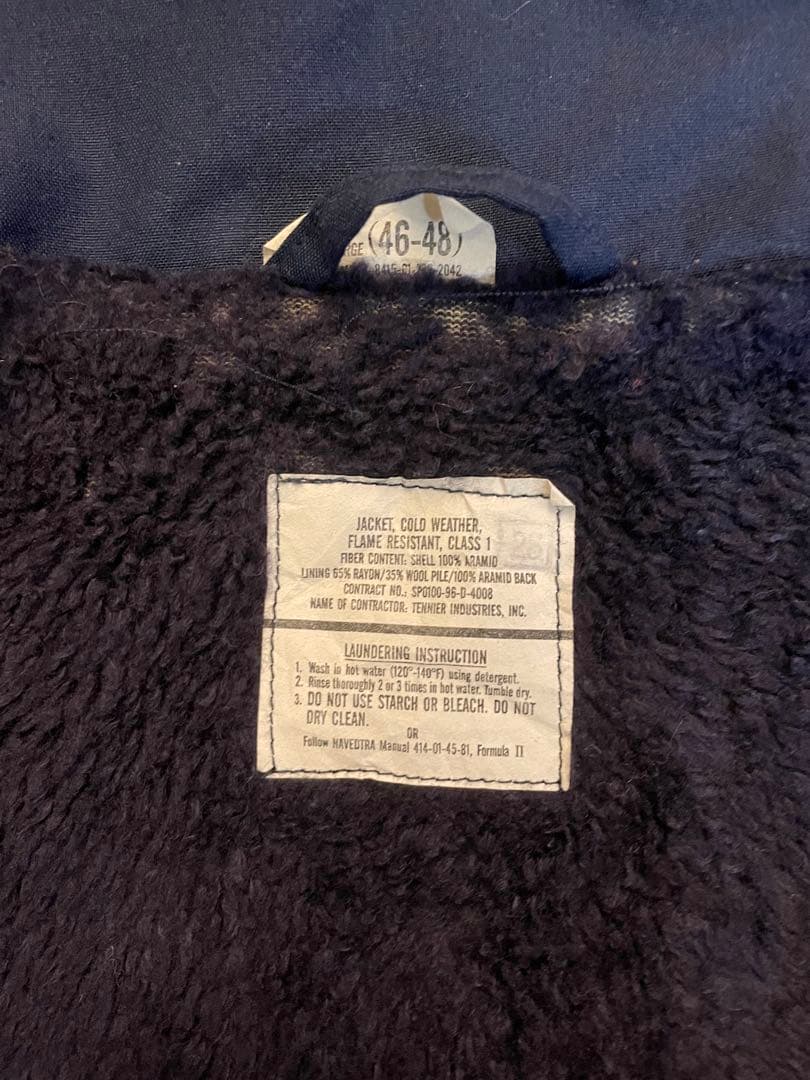 (46-48)
JACKET, COLD WEATHER,
FLAME RESISTANT, CLASS 1
28
FIBER CONTENT: SHELL 100% ARAMID
LINING 65% RAYON/35% WOOL PILE/100% ARAMID BACK
CONTRACT NO.: SPO100-96-D-4008
NAME OF CONTRACTOR: TENNIER INDUSTRIES, INC.
LAUNDERING INSTRUCTION
1. Wash in hot water (120°-140°F) using detergent.
2. Rinse thoroughly 2 or 3 times in hot water. Tumble dry.
3. DO NOT USE STARCH OR BLEACH. DO NOT
DRY CLEAN.
OR
Follow NAVEDTRA Manual 414-01-45-81, Formula II